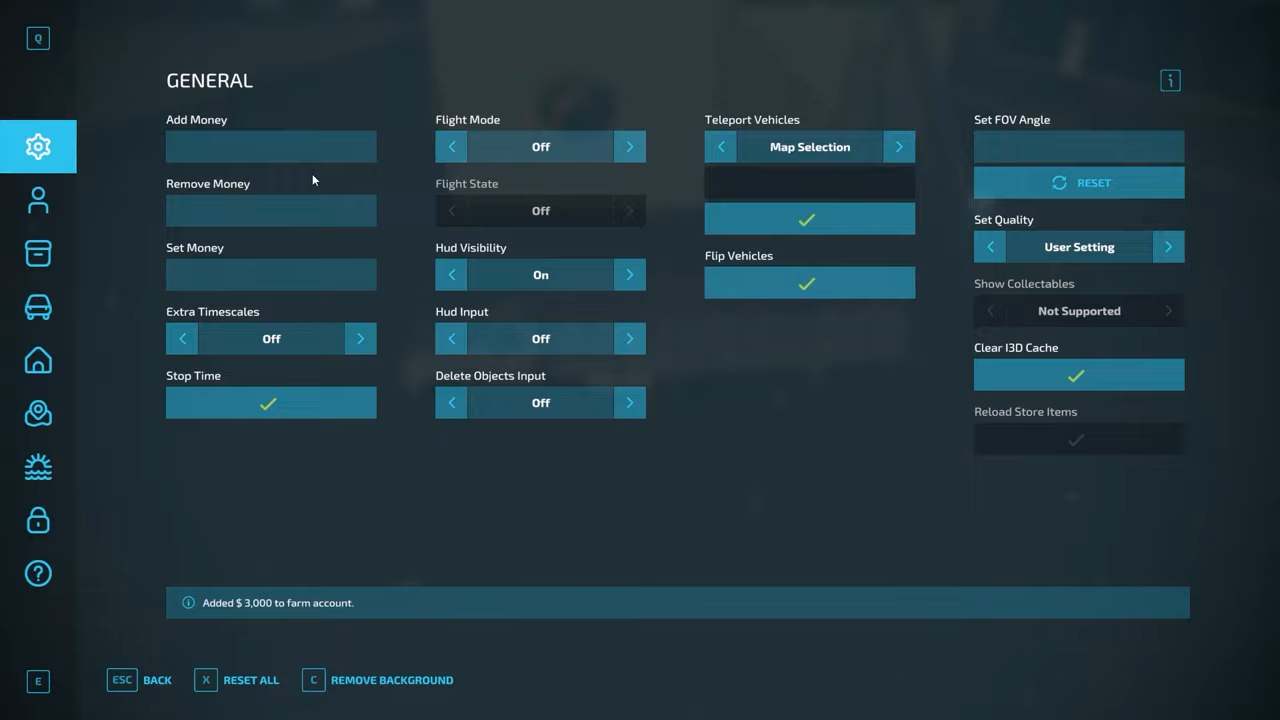 Q
GENERAL
i
Add Money
Remove Money
Set Money
Extra Timescales
Off
Stop Time
Flight Mode
Off
Flight State
Off
Hud Visibility
On
Hud Input
Off
Delete Objects Input
Off
Teleport Vehicles
Map Selection
Flip Vehicles
Set FOV Angle
RESET
Set Quality
User Setting
Show Collectables
Not Supported
Clear I3D Cache
Reload Store Items
?
Added $ 3,000 to farm account.
E
ESC BACK X RESET ALL C REMOVE BACKGROUND